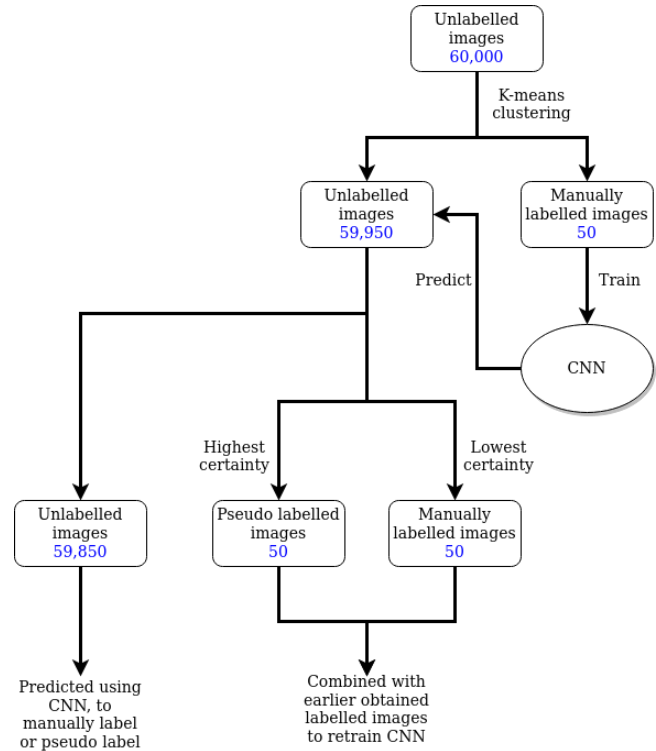 Unlabelled
images
60,000
K-means
clustering
Unlabelled
images
59,950
Manually
labelled images
50
Predict
Train
CNN
Highest
certainty
Lowest
certainty
Unlabelled
images
59,850
Pseudo labelled
images
50
Manually
labelled images
50
Predicted using
CNN, to
manually label
or pseudo label
Combined with
earlier obtained
labelled images
to retrain CNN